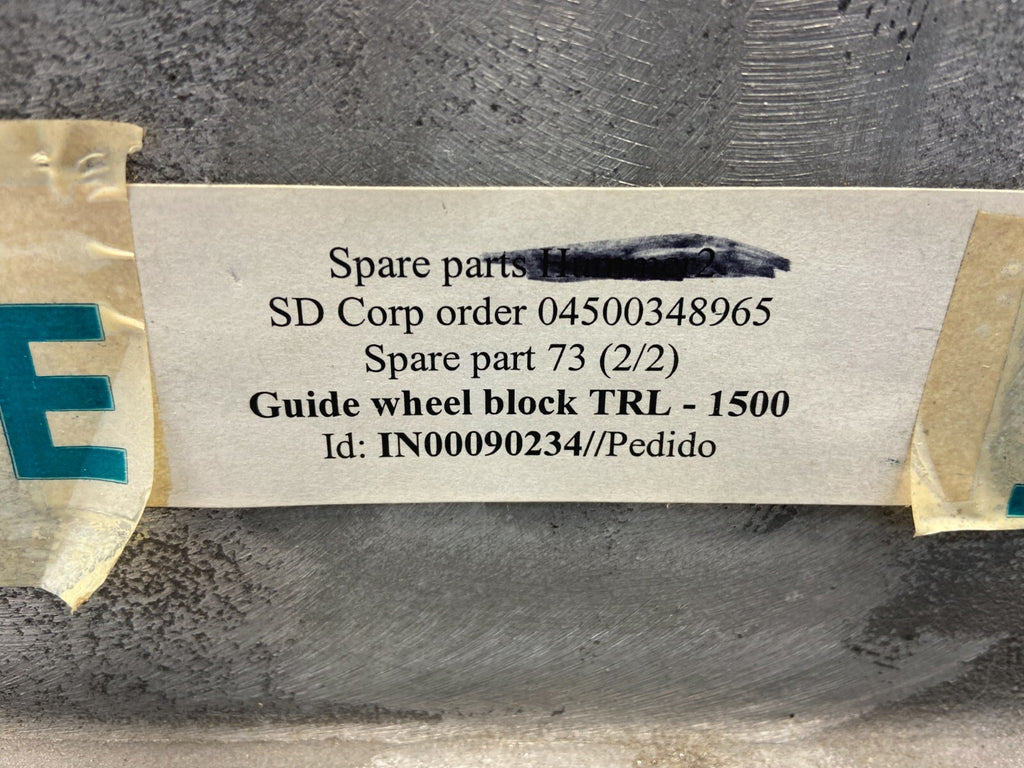 Spare parts
SD Corp order 04500348965
Spare part 73 (2/2)
Guide wheel block TRL - 1500
Id: IN00090234//Pedido
E